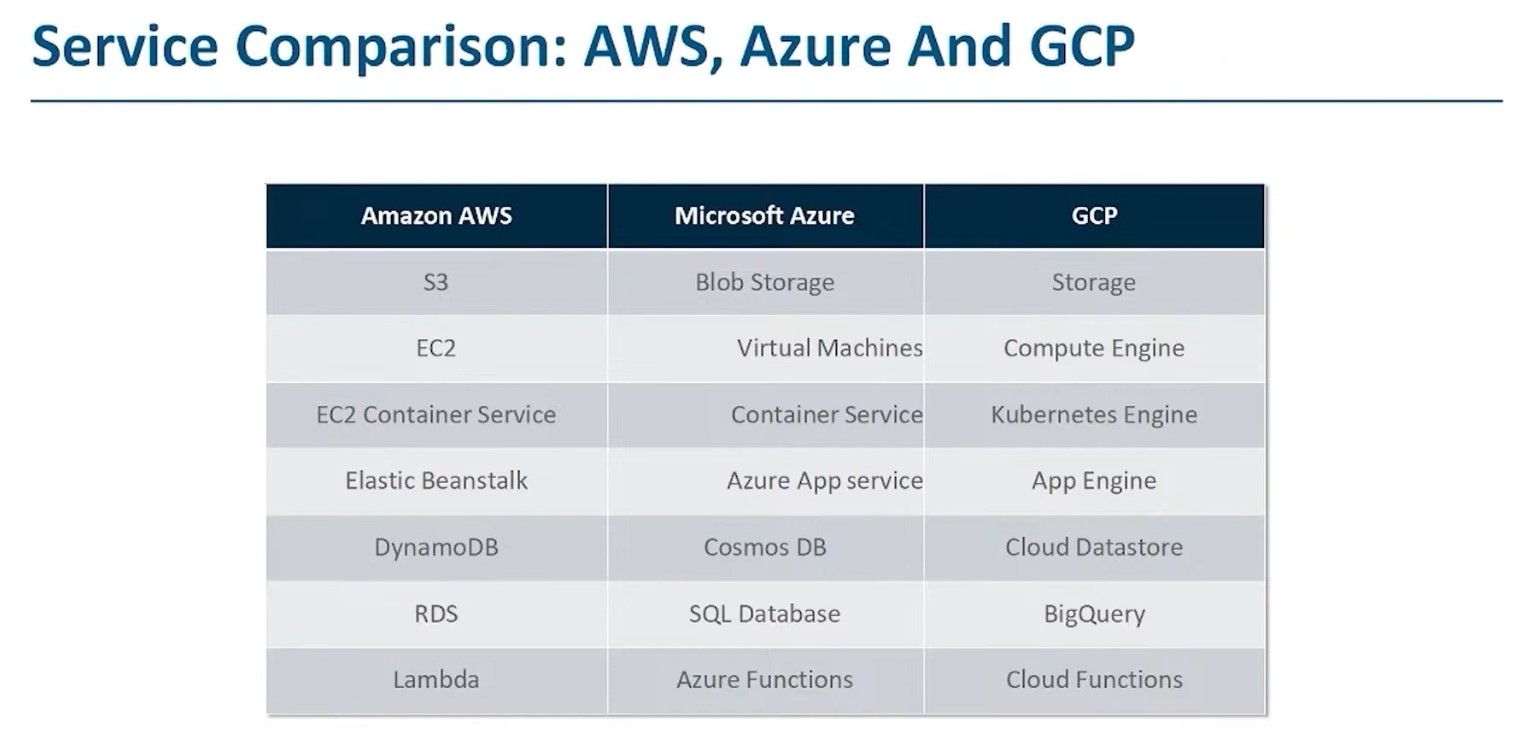 Service Comparison: AWS, Azure And GCP
Amazon AWS Microsoft Azure GCP
S3 Blob Storage Storage
EC2 Virtual Machines Compute Engine
EC2 Container Service Container Service Kubernetes Engine
Elastic Beanstalk Azure App service App Engine
DynamoDB Cosmos DB Cloud Datastore
RDS SQL Database BigQuery
Lambda Azure Functions Cloud Functions